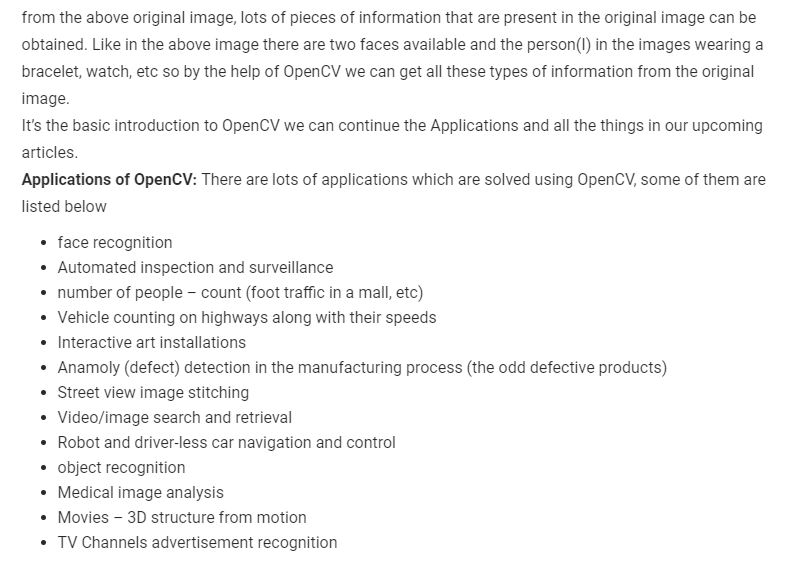 from the above original image, lots of pieces of information that are present in the original image can be
obtained. Like in the above image there are two faces available and the person(I) in the images wearing a
bracelet, watch, etc so by the help of OpenCV we can get all these types of information from the original
image.
It's the basic introduction to OpenCV we can continue the Applications and all the things in our upcoming
articles.
Applications of OpenCV: There are lots of applications which are solved using OpenCV, some of them are
listed below
• face recognition
• Automated inspection and surveillance
• number of people – count (foot traffic in a mall, etc)
• Vehicle counting on highways along with their speeds
• Interactive art installations
• Anamoly (defect) detection in the manufacturing process (the odd defective products)
• Street view image stitching
• Video/image search and retrieval
• Robot and driver-less car navigation and control
• object recognition
• Medical image analysis
• Movies – 3D structure from motion
• TV Channels advertisement recognition